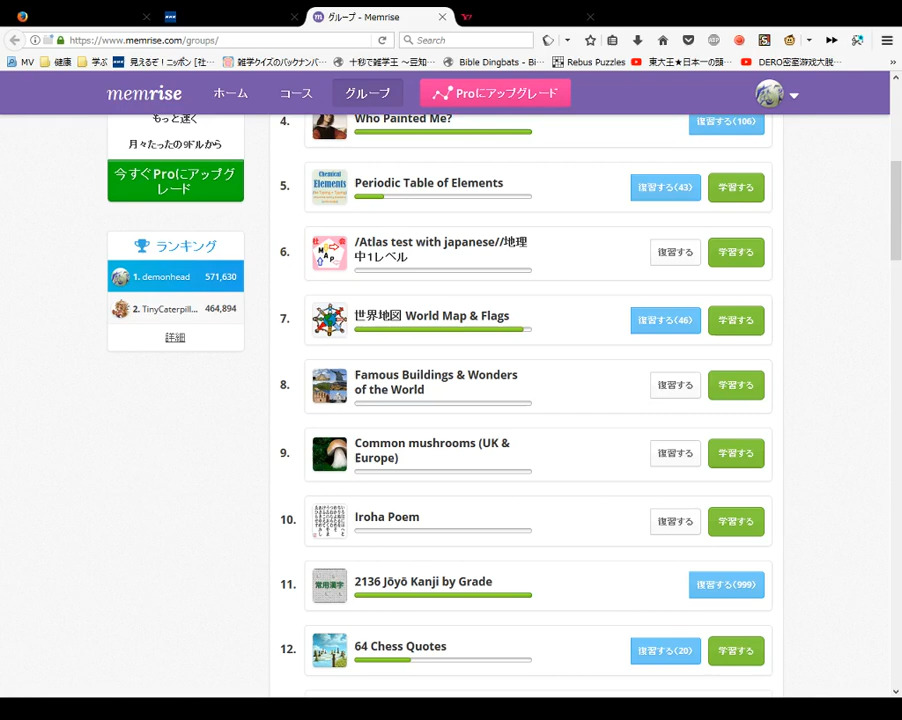 グループ - Memrise
https://www.memrise.com/groups/
Search
MV
健康
学ぶ
見えるぞ!ニッポン [社…
雑学クイズのバックナンバ…
十秒で雑学王 ～豆知…
Bible Dingbats - Bi…
Rebus Puzzles
東大王★日本一の頭…
DERO密室游戏大脱…
memrise
ホーム
コース
グループ
Proにアップグレード
もっと速く
月々たったの9ドルから
今すぐProにアップグ
レード
ランキング
1. demonhead 571,630
2. TinyCaterpill... 464,894
詳細
4. Who Painted Me? 復習する(106)
5. Periodic Table of Elements 復習する(43) 学習する
Chemical
Elements
6. /Atlas test with japanese//地理
中1レベル 復習する 学習する
社 会
MAP
7. 世界地図 World Map & Flags 復習する(46) 学習する
8. Famous Buildings & Wonders
of the World 復習する 学習する
9. Common mushrooms (UK &
Europe) 復習する 学習する
10. Iroha Poem 復習する 学習する
11. 2136 Jōyō Kanji by Grade 復習する(999)
常用漢字
12. 64 Chess Quotes 復習する(20) 学習する